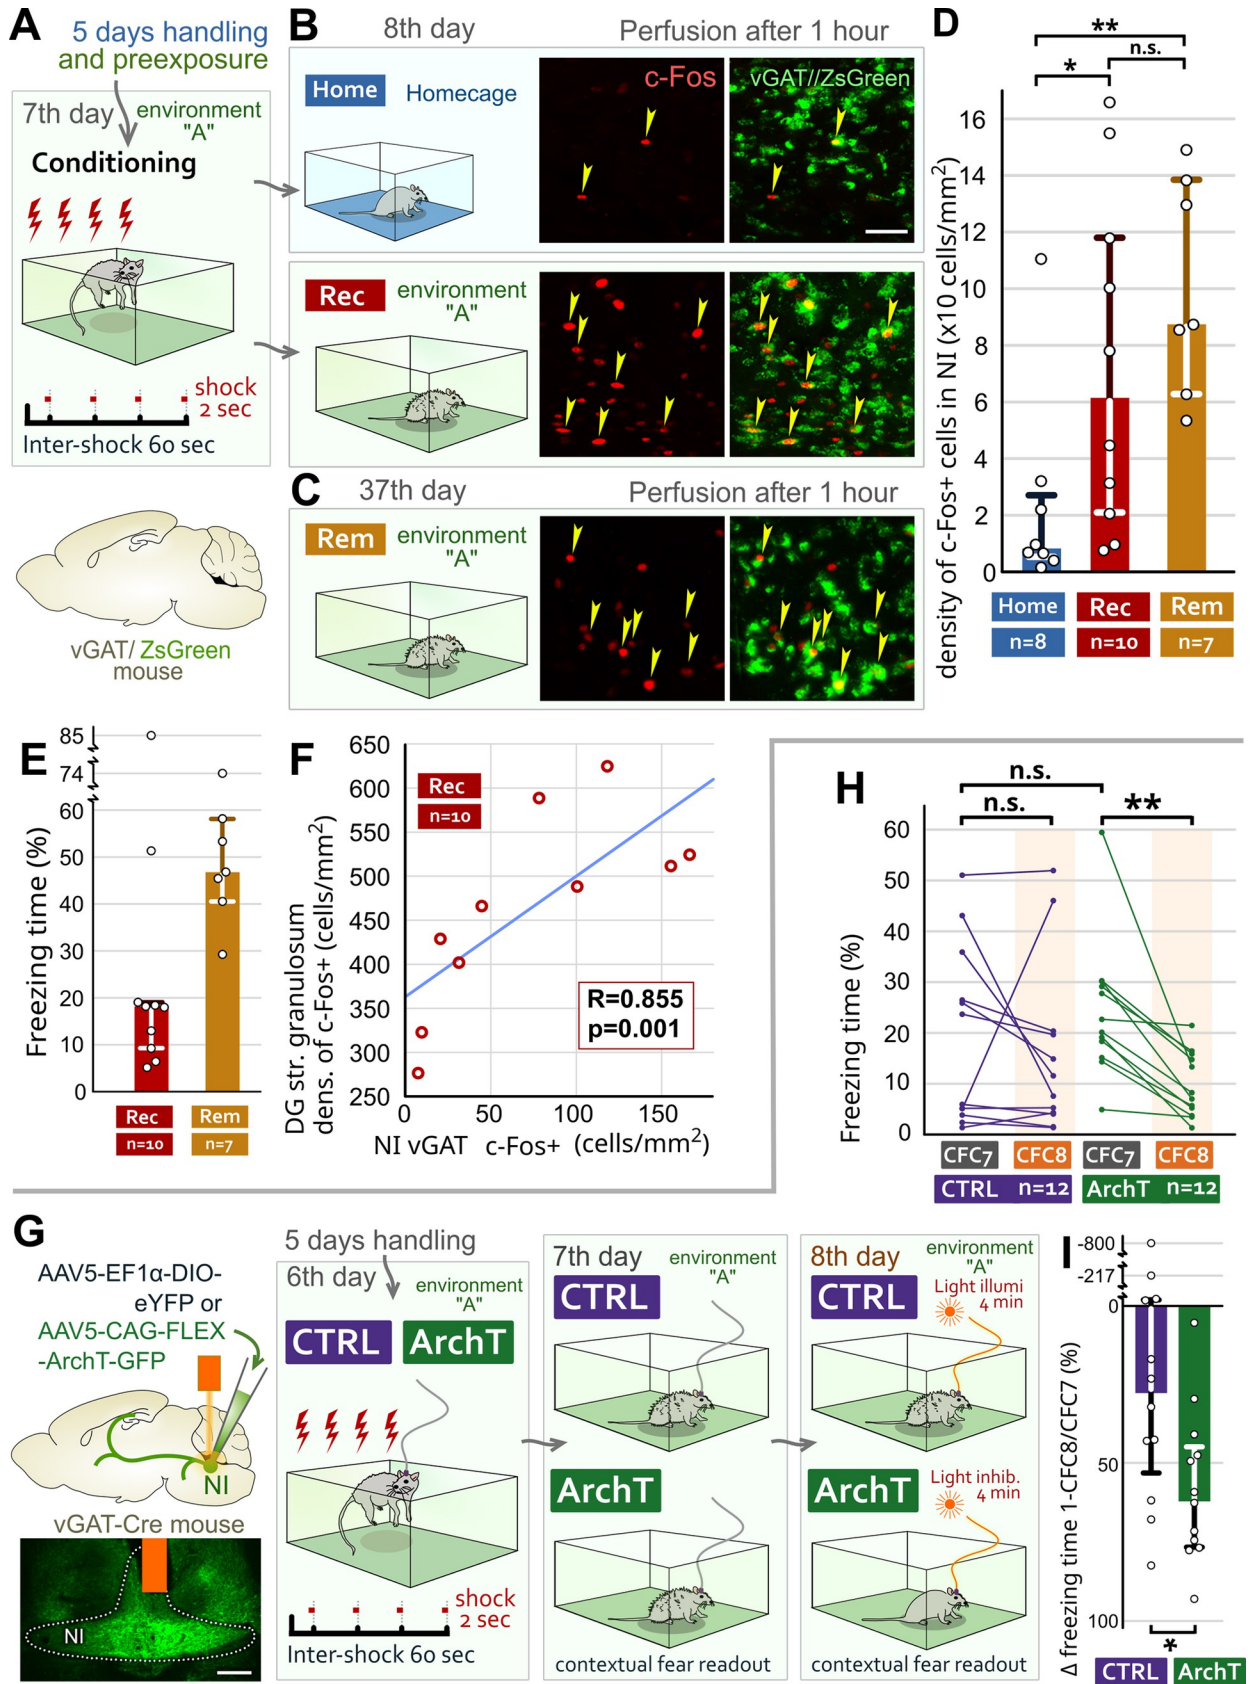 A
5 days handling
and preexposure
7th day
environment
"A"
Conditioning
shock
2 sec
Inter-shock 60 sec
vGAT/ ZsGreen
mouse
B
8th day
Perfusion after 1 hour
Home
Homecage
c-Fos
vGAT//ZsGreen
Rec
environment
"A"
C
37th day
Perfusion after 1 hour
Rem
environment
"A"
D
**
n.s.
*
density of c-Fos+ cells in NI (x10 cells/mm²)
16
14
12
10
8
6
4
2
0
Home
Rec
Rem
n=8
n=10
n=7
E
Freezing time (%)
85
74
60
50
40
30
20
10
0
Rec
Rem
n=10
n=7
F
DG str. granulosum
dens. of c-Fos+ (cells/mm²)
650
600
550
500
450
400
350
300
250
Rec
n=10
R=0.855
p=0.001
0
50
100
150
NI vGAT c-Fos+ (cells/mm²)
H
n.s.
n.s.
**
Freezing time (%)
60
50
40
30
20
10
0
CFC7
CFC8
CFC7
CFC8
CTRL n=12
ArchT n=12
G
AAV5-EF1α-DIO-
eYFP or
AAV5-CAG-FLEX
-ArchT-GFP
NI
vGAT-Cre mouse
NI
5 days handling
6th day
environment
"A"
CTRL
ArchT
shock
2 sec
Inter-shock 60 sec
7th day
environment
"A"
CTRL
ArchT
contextual fear readout
8th day
environment
"A"
CTRL
Light illumi
4 min
ArchT
Light inhib.
4 min
contextual fear readout
I
Δ freezing time 1-CFC8/CFC7 (%)
-800
-217
0
50
100
*
CTRL
ArchT